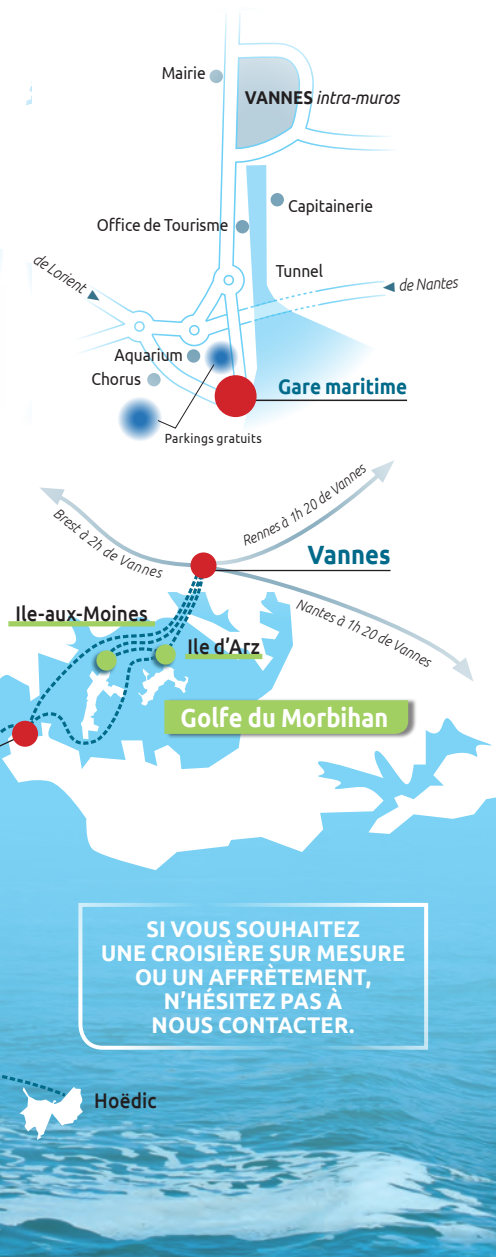 Mairie
VANNES intra-muros
Capitainerie
Office de Tourisme
Tunnel
de Lorient
de Nantes
Aquarium
Chorus
Gare maritime
Parkings gratuits
Brest à 2h de Vannes
Rennes à 1h 20 de Vannes
Vannes
Nantes à 1h 20 de Vannes
Ile-aux-Moines
Ile d'Arz
Golfe du Morbihan
SI VOUS SOUHAITEZ
UNE CROISIÈRE SUR MESURE
OU UN AFFRÈTEMENT,
N'HÉSITEZ PAS À
NOUS CONTACTER.
Hoëdic